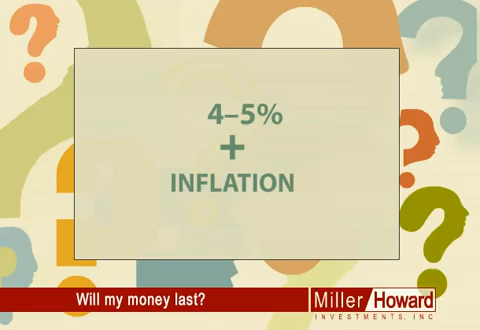 4–5%
+
INFLATION
Will my money last?
Miller/Howard
INVESTMENTS, INC